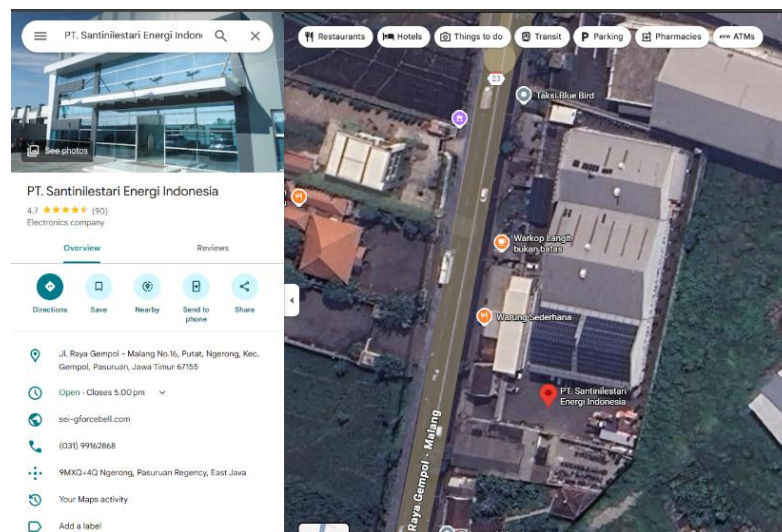 PT. Santinilestari Energi Indon
See photos
PT. Santinilestari Energi Indonesia
4.7 (90)
Electronics company
Overview
Reviews
Directions
Save
Nearby
Send to
phone
Share
Jl. Raya Gempol - Malang No.16, Putat, Ngerong, Kec.
Gempol, Pasuruan, Jawa Timur 67155
Open · Closes 5.00 pm
sei-gforcebell.com
(031) 99162868
9MXQ+4Q Ngerong, Pasuruan Regency, East Java
Your Maps activity
Add a label
Restaurants
Hotels
Things to do
Transit
Parking
Pharmacies
ATMs
23
Taksi Blue Bird
Warkop Langit
bukan batas
Warung Sederhana
PT. Santinilestari
Energi Indonesia
Raya Gempol - Malang